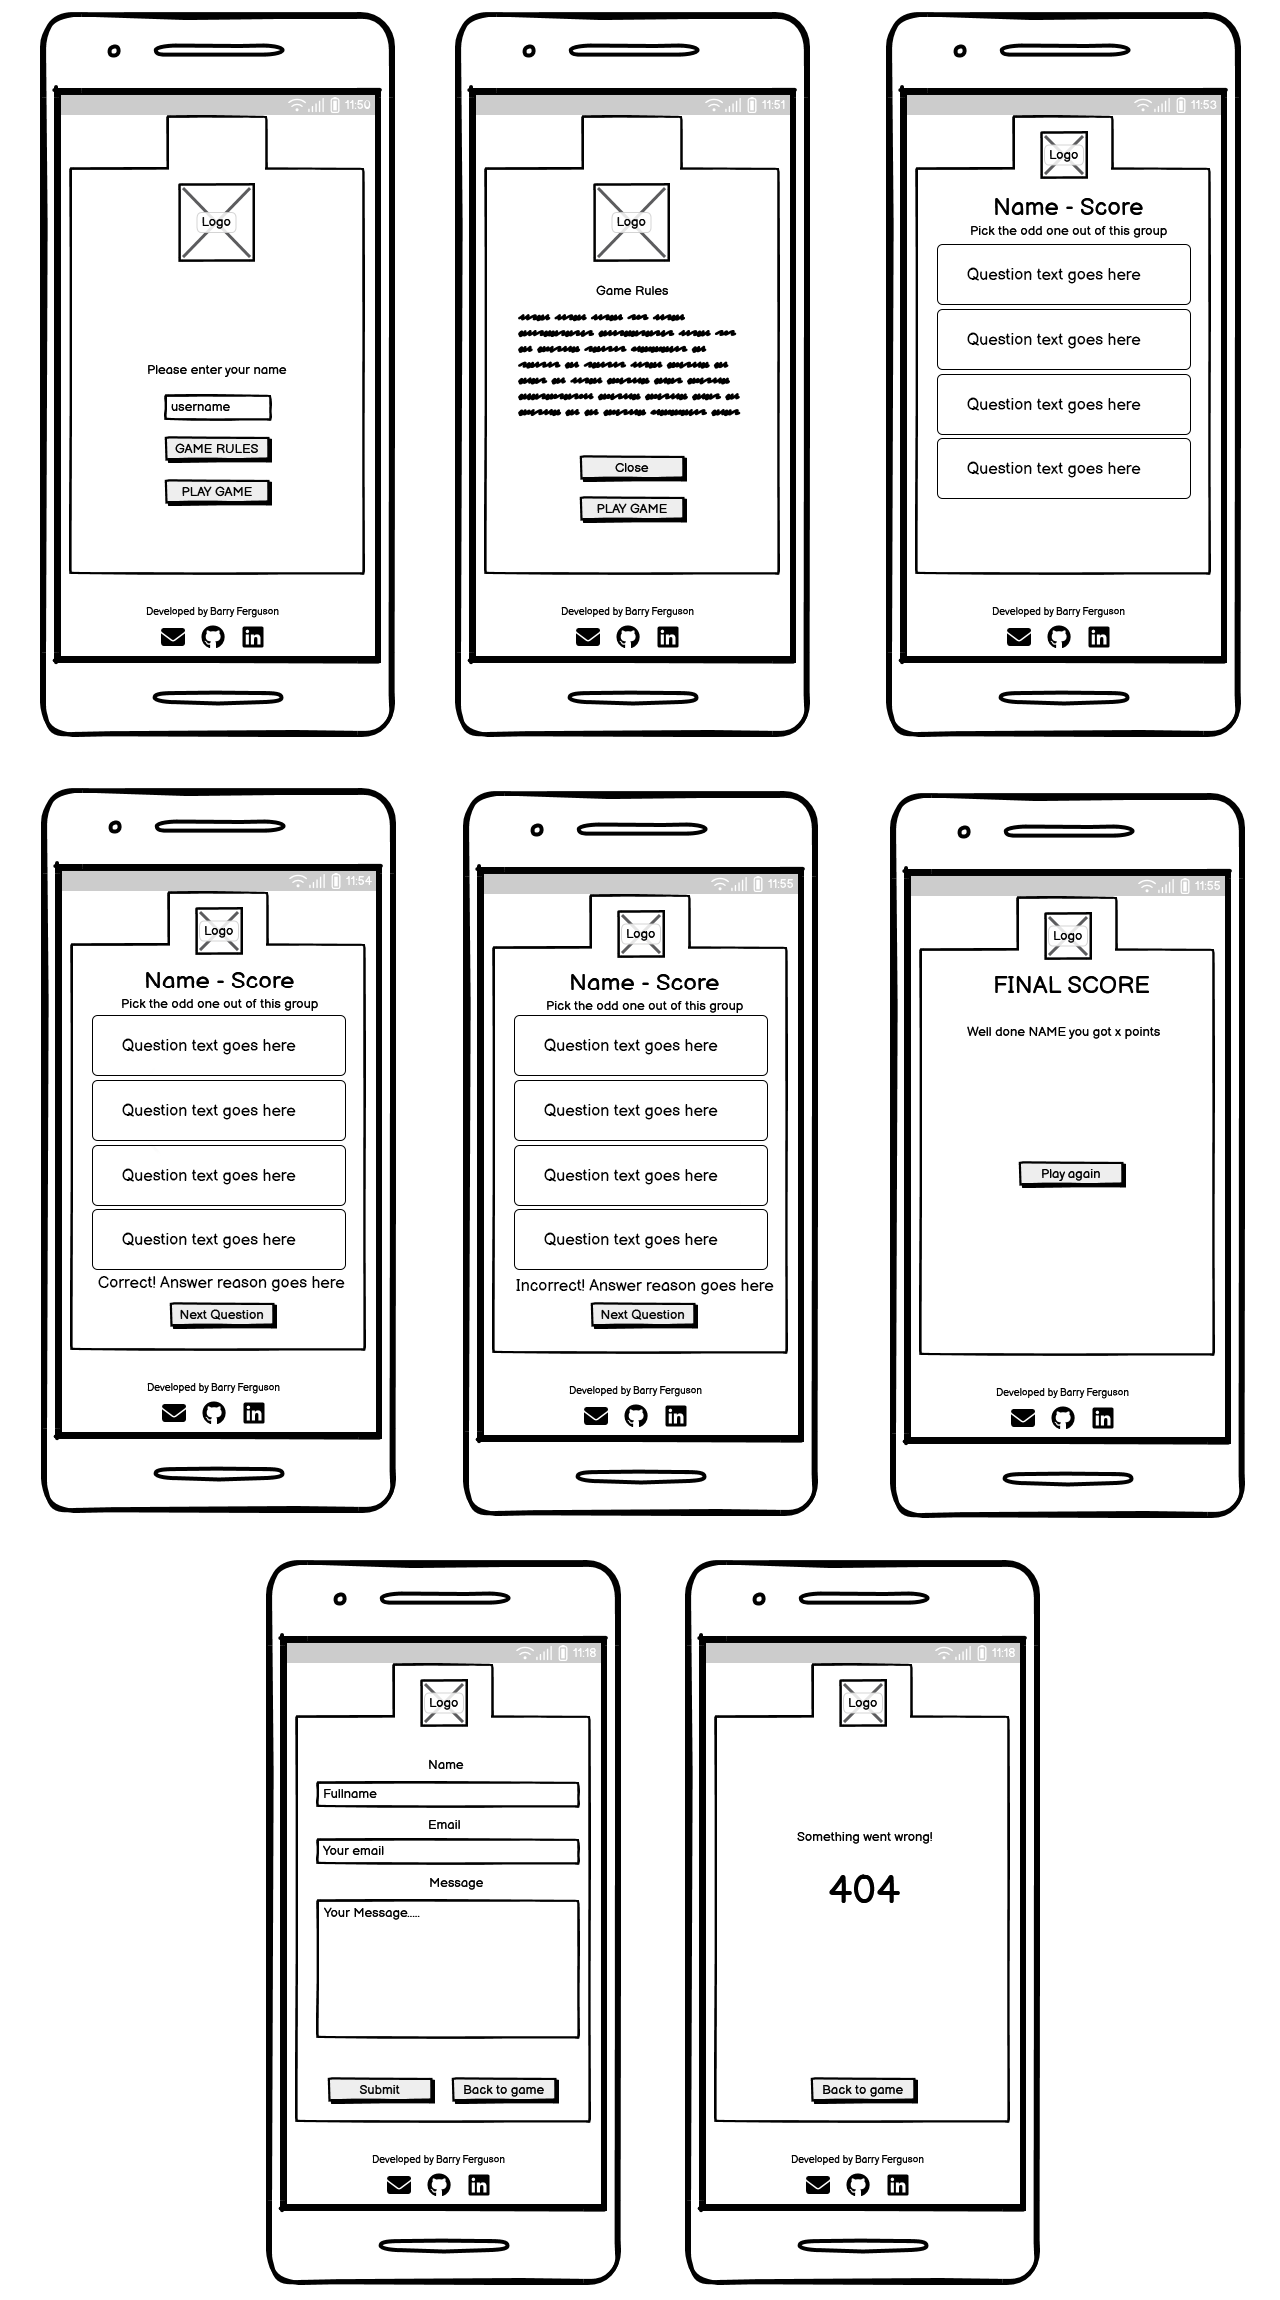 11:50
Logo
Please enter your name
username
GAME RULES
PLAY GAME
Developed by Barry Ferguson
in
11:51
Logo
Game Rules
Close
PLAY GAME
Developed by Barry Ferguson
in
11:53
Logo
Name - Score
Pick the odd one out of this group
Question text goes here
Question text goes here
Question text goes here
Question text goes here
Developed by Barry Ferguson
in
11:54
Logo
Name - Score
Pick the odd one out of this group
Question text goes here
Question text goes here
Question text goes here
Question text goes here
Correct! Answer reason goes here
Next Question
Developed by Barry Ferguson
in
11:55
Logo
Name - Score
Pick the odd one out of this group
Question text goes here
Question text goes here
Question text goes here
Question text goes here
Incorrect! Answer reason goes here
Next Question
Developed by Barry Ferguson
in
11:55
Logo
FINAL SCORE
Well done NAME you got x points
Play again
Developed by Barry Ferguson
in
11:18
Logo
Name
Fullname
Email
Your email
Message
Your Message.....
Submit
Back to game
Developed by Barry Ferguson
in
11:18
Logo
Something went wrong!
404
Back to game
Developed by Barry Ferguson
in